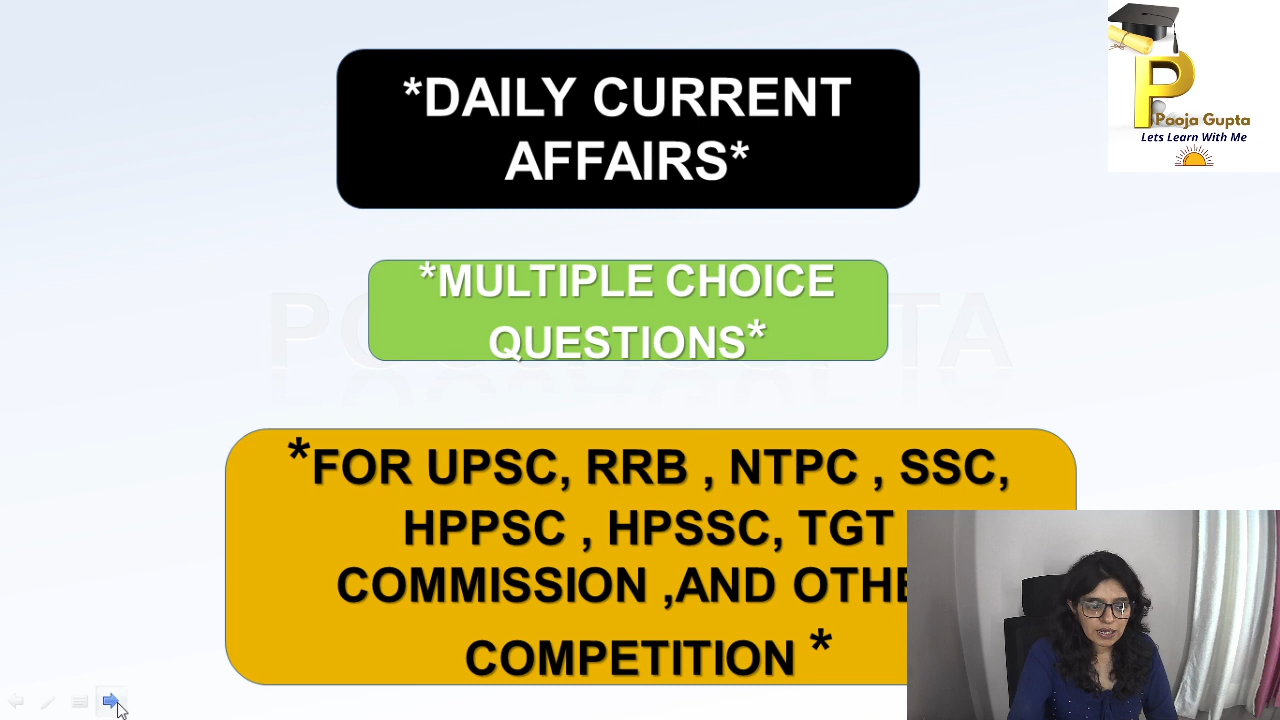 *DAILY CURRENT
AFFAIRS*
P
Pooja Gupta
Lets Learn With Me
*MULTIPLE CHOICE
QUESTIONS*
*FOR UPSC, RRB , NTPC , SSC,
HPPSC , HPSSC, TGT
COMMISSION ,AND OTHE
COMPETITION *